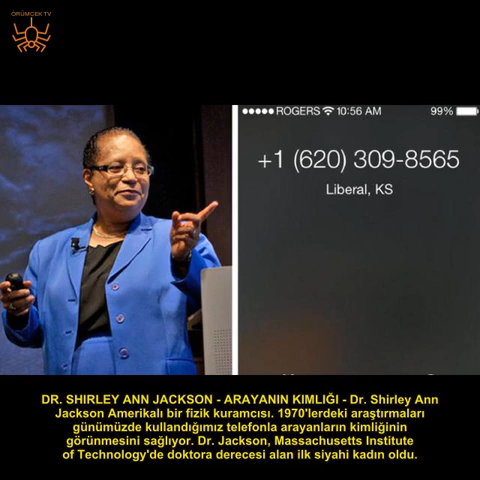 ÖRÜMCEK TV
●●●●● ROGERS 10:56 AM 99%
+1 (620) 309-8565
Liberal, KS
DR. SHIRLEY ANN JACKSON - ARAYANIN KIMLIĞI - Dr. Shirley Ann
Jackson Amerikalı bir fizik kuramcısı. 1970'lerdeki araştırmaları
günümüzde kullandığımız telefonla arayanların kimliğinin
görünmesini sağlıyor. Dr. Jackson, Massachusetts Institute
of Technology'de doktora derecesi alan ilk siyahi kadın oldu.